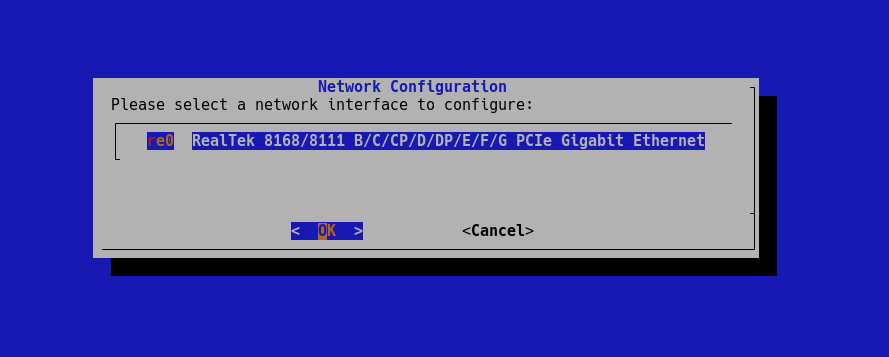 Network Configuration
Please select a network interface to configure:
re0 RealTek 8168/8111 B/C/CP/D/DP/E/F/G PCIe Gigabit Ethernet
< OK > <Cancel>